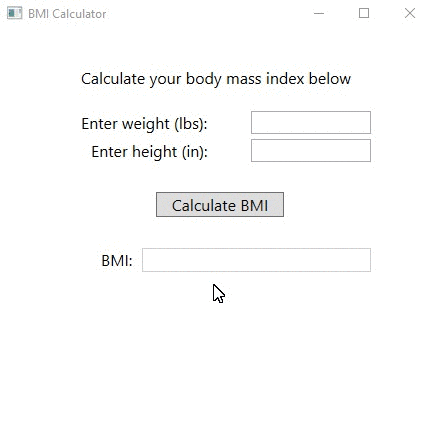 BMI Calculator
Calculate your body mass index below
Enter weight (lbs):
Enter height (in):
Calculate BMI
BMI: